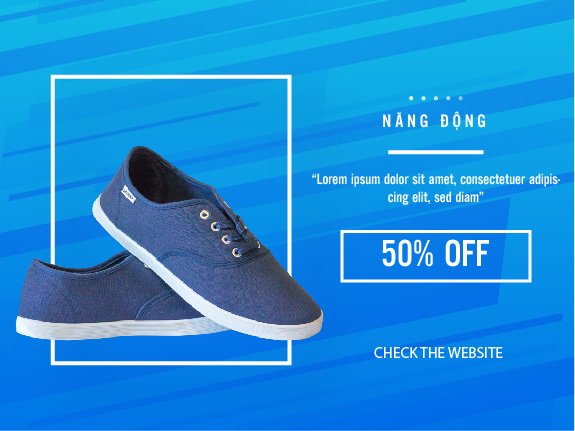 NĂNG ĐỘNG
“Lorem ipsum dolor sit amet, consectetuer adipis-
cing elit, sed diam”
50% OFF
CHECK THE WEBSITE